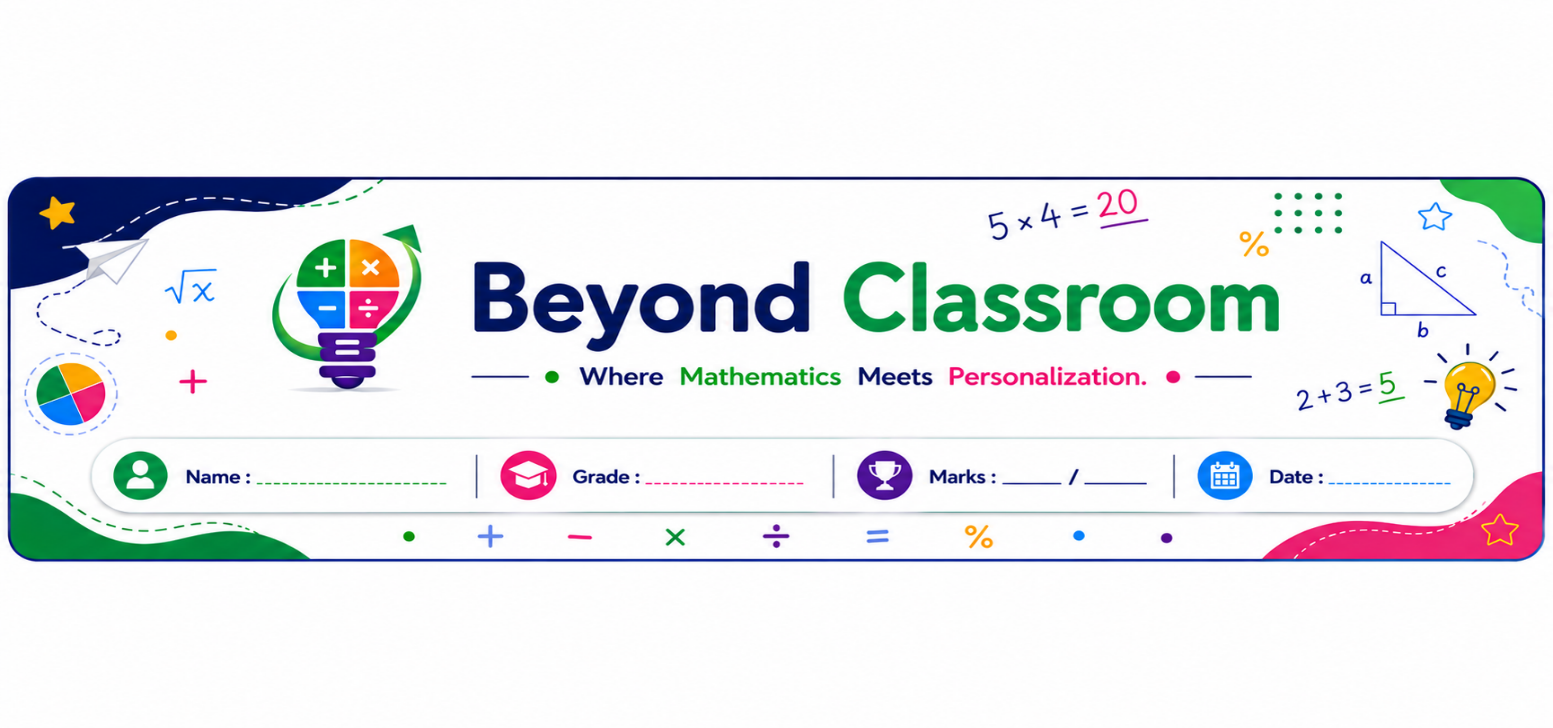 5 × 4 = 20
%
√x
+ ×
− ÷
Beyond Classroom
a c
b
Where Mathematics Meets Personalization.
+
2 + 3 = 5
Name : Grade : Marks : / Date :
+ − × ÷ = %